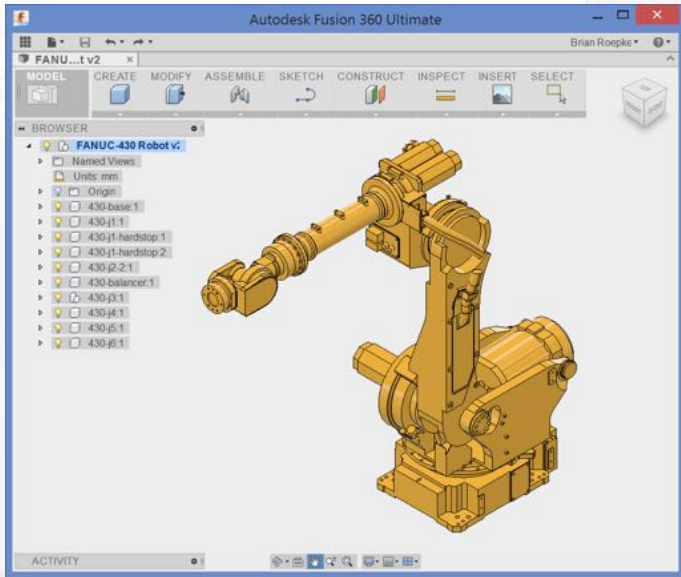 Autodesk Fusion 360 Ultimate
Brian Roepke
FANU...t v2
MODEL CREATE MODIFY ASSEMBLE SKETCH CONSTRUCT INSPECT INSERT SELECT
TOP
FRONT RIGHT
BROWSER
FANUC-430 Robot v
Named Views
Units: mm
Origin
430-base:1
430-j1:1
430-j1-hardstop:1
430-j1-hardstop:2
430-j2-2:1
430-balancer:1
430-j3:1
430-j4:1
430-j5:1
430-j6:1
ACTIVITY